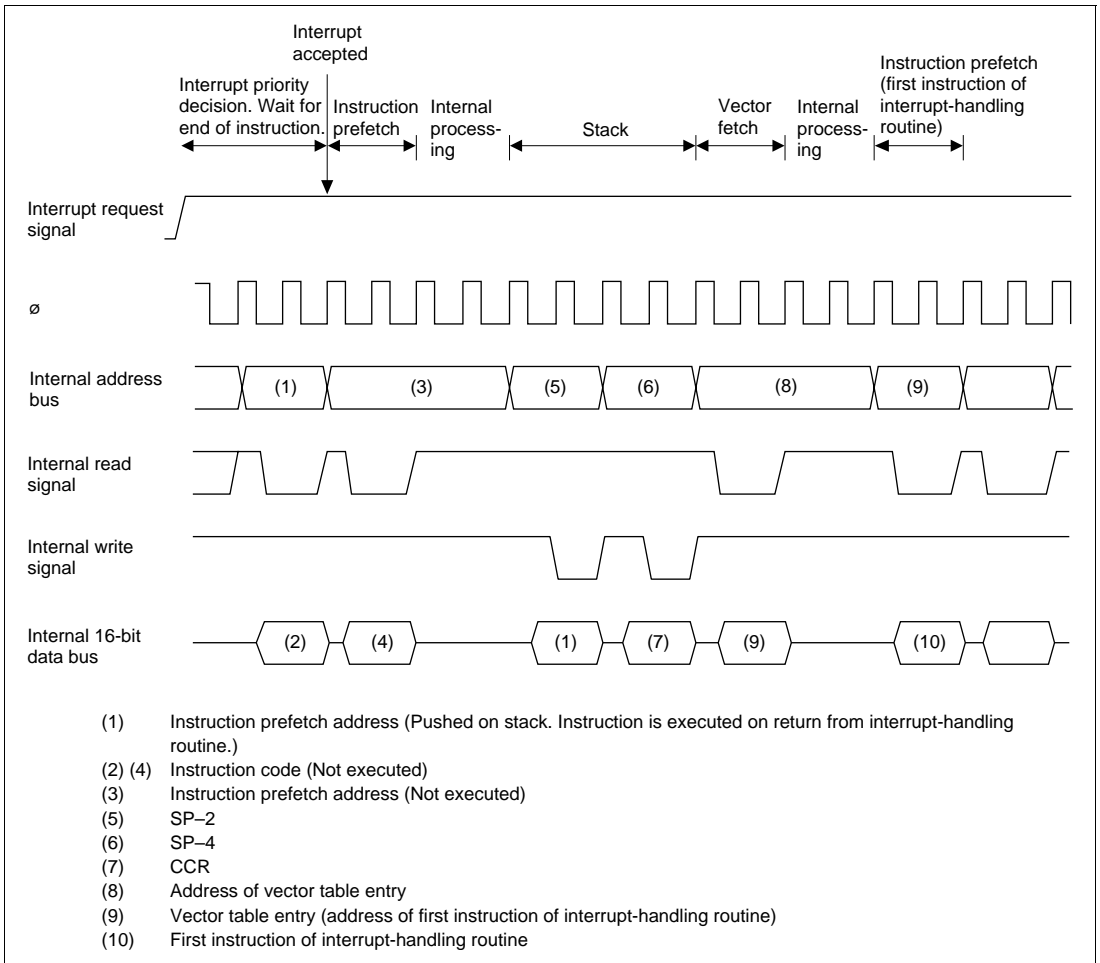 Interrupt
accepted
Interrupt priority
decision. Wait for
end of instruction.
Instruction
prefetch
Internal
process-
ing
Stack
Vector
fetch
Internal
process-
ing
Instruction prefetch
(first instruction of
interrupt-handling
routine)
Interrupt request
signal
ø
Internal address
bus
(1) (3) (5) (6) (8) (9)
Internal read
signal
Internal write
signal
Internal 16-bit
data bus
(2) (4) (1) (7) (9) (10)
(1) Instruction prefetch address (Pushed on stack. Instruction is executed on return from interrupt-handling
routine.)
(2) (4) Instruction code (Not executed)
(3) Instruction prefetch address (Not executed)
(5) SP–2
(6) SP–4
(7) CCR
(8) Address of vector table entry
(9) Vector table entry (address of first instruction of interrupt-handling routine)
(10) First instruction of interrupt-handling routine